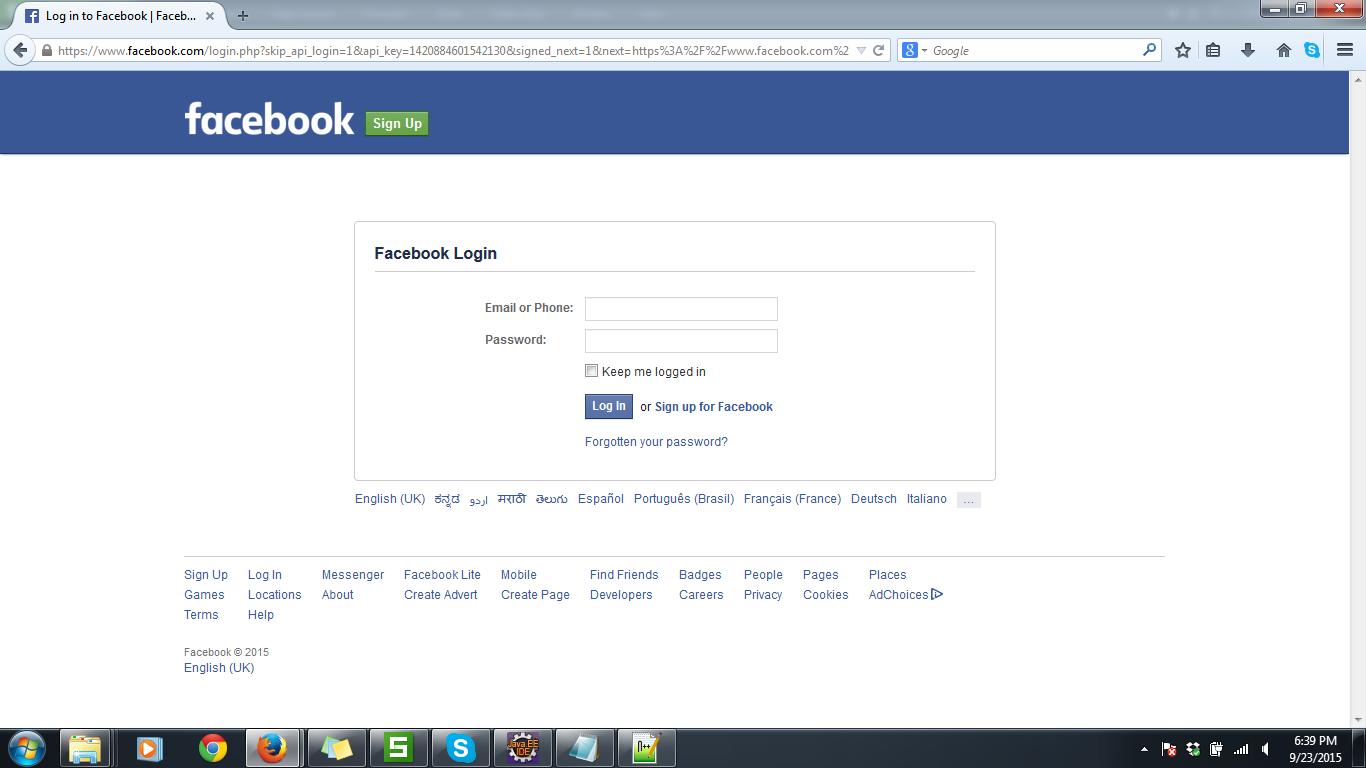 Log in to Facebook | Faceb...
https://www.facebook.com/login.php?skip_api_login=1&api_key=1420884601542130&signed_next=1&next=https%3A%2F%2Fwww.facebook.com%2
Google
facebook Sign Up
Facebook Login
Email or Phone:
Password:
Keep me logged in
Log In or Sign up for Facebook
Forgotten your password?
English (UK) ಕನ್ನಡ اردو मराठी తెలుగు Español Português (Brasil) Français (France) Deutsch Italiano ...
Sign Up Log In Messenger Facebook Lite Mobile Find Friends Badges People Pages Places
Games Locations About Create Advert Create Page Developers Careers Privacy Cookies AdChoices
Terms Help
Facebook © 2015
English (UK)
Java EE
IDE
6:39 PM
9/23/2015